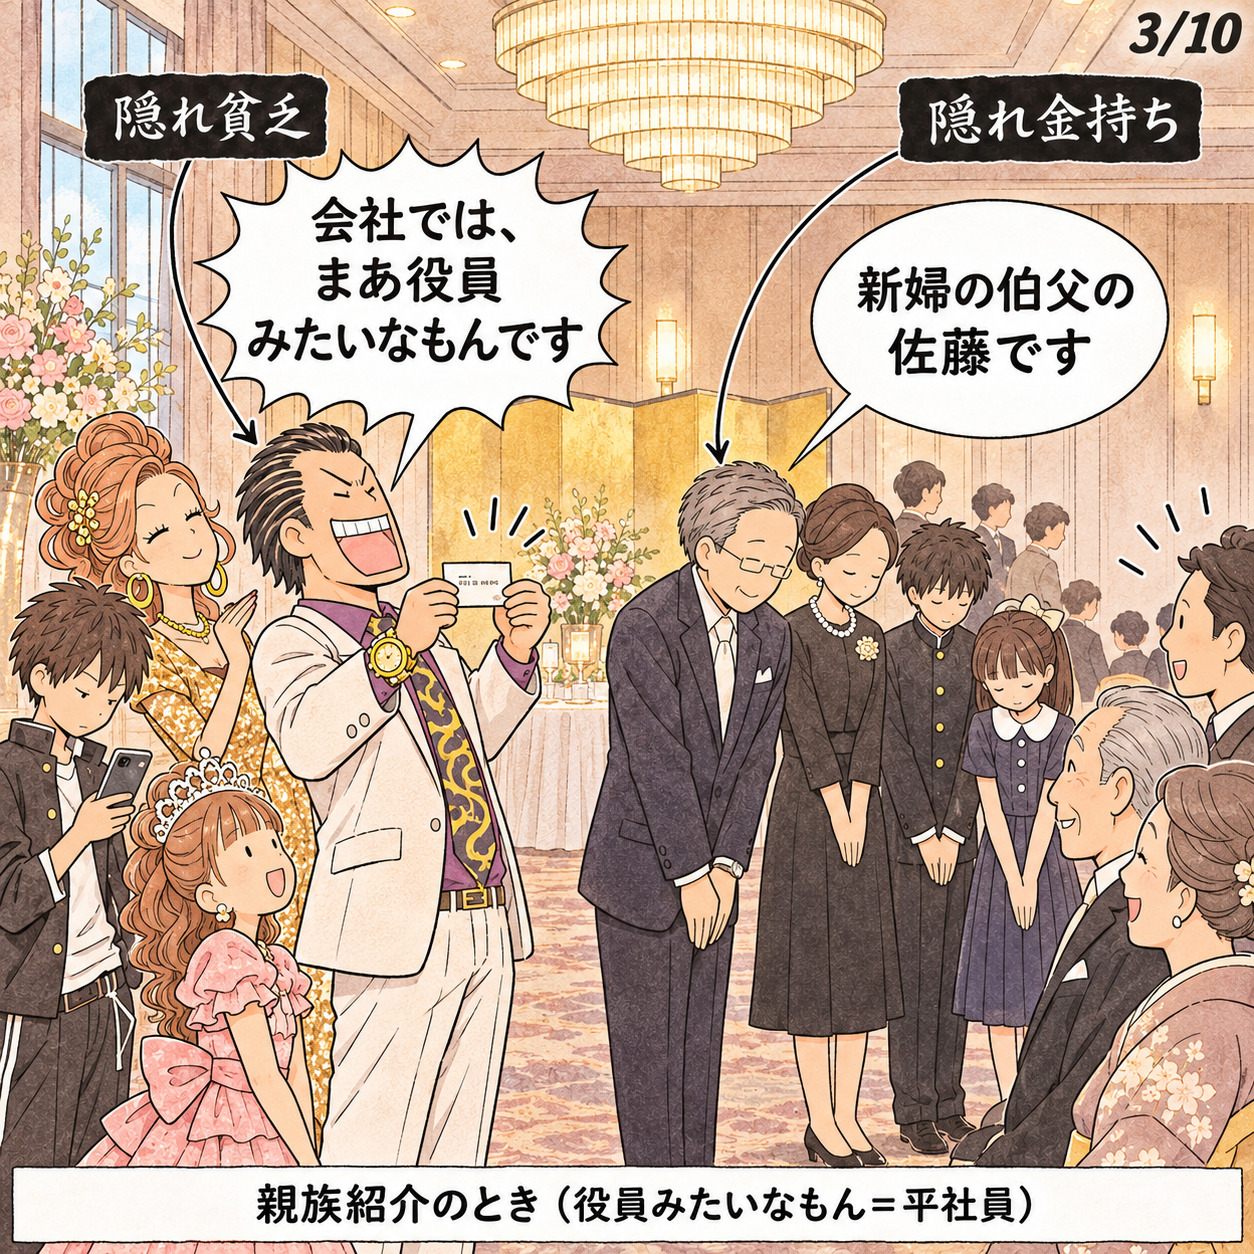 3/10
隠れ貧乏
隠れ金持ち
会社では、
まあ役員
みたいなもんです
新婦の伯父の
佐藤です
親族紹介のとき（役員みたいなもん＝平社員）